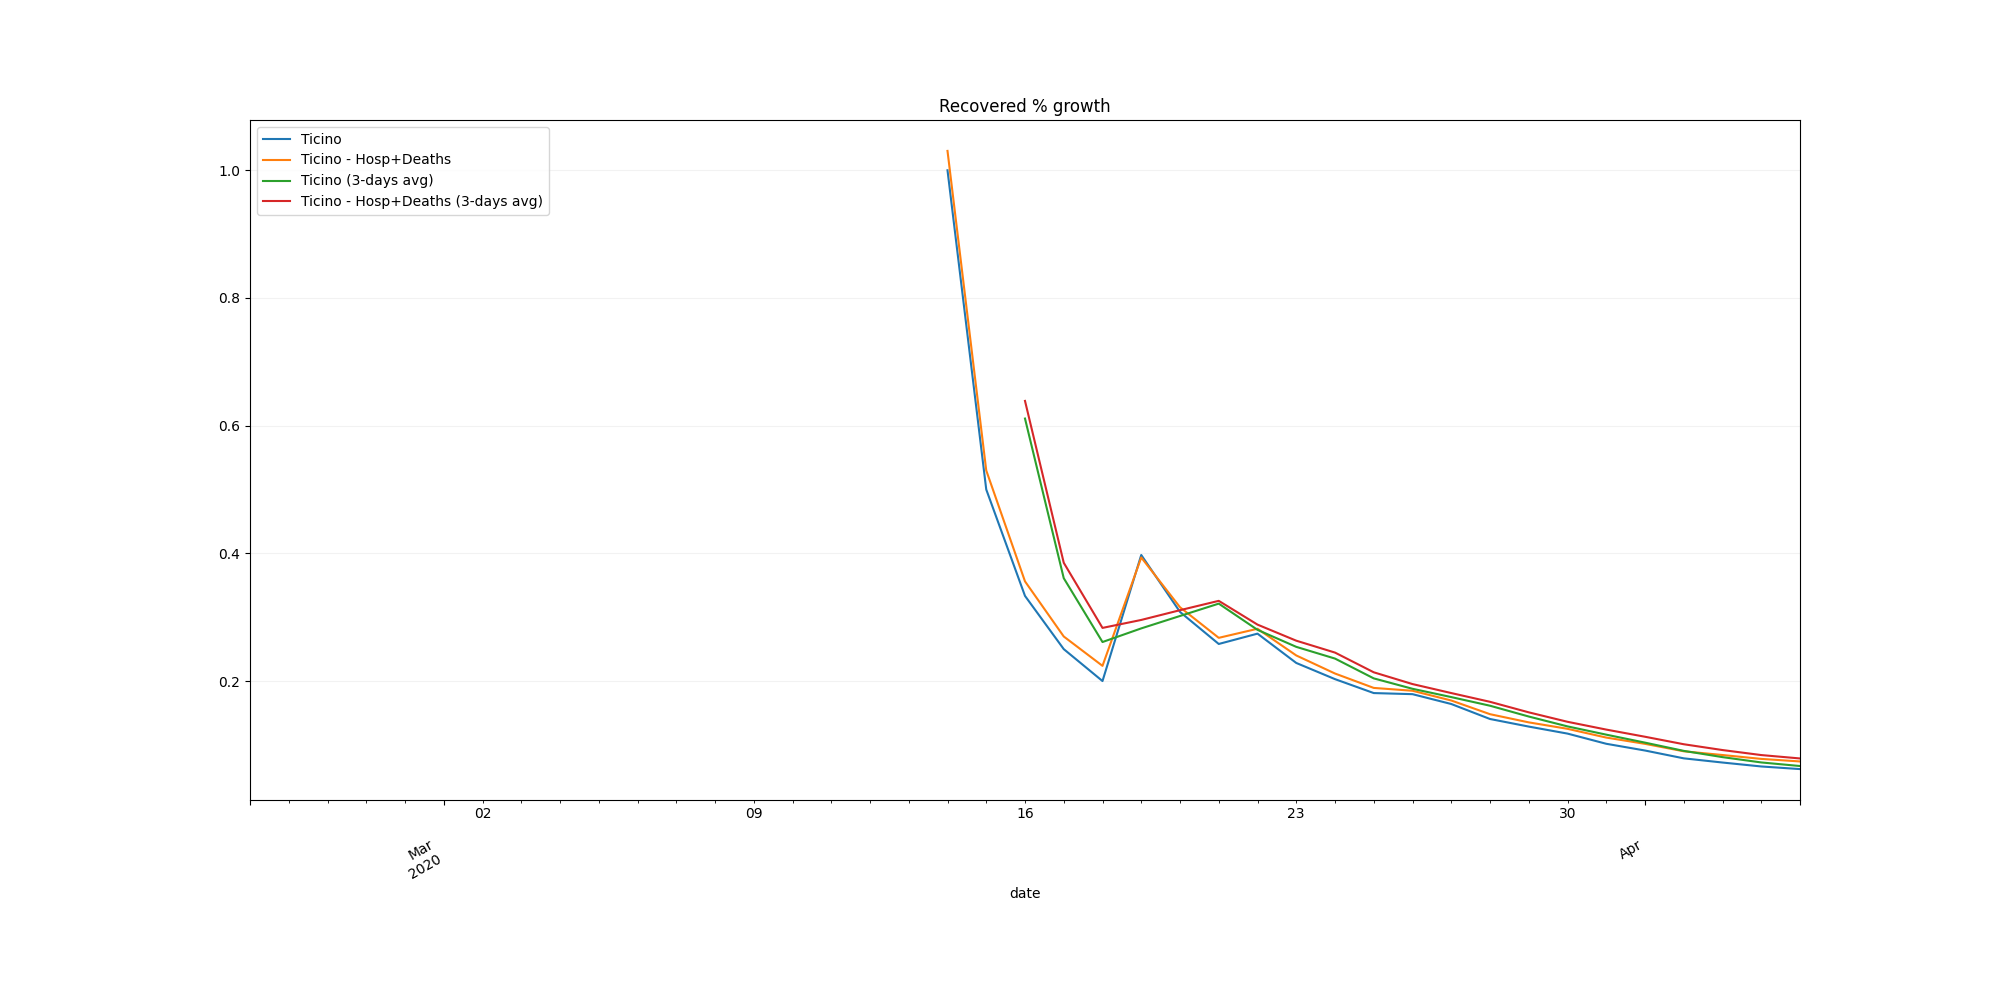 Recovered % growth
Ticino
Ticino - Hosp+Deaths
Ticino (3-days avg)
Ticino - Hosp+Deaths (3-days avg)
1.0
0.8
0.6
0.4
0.2
02
09
16
23
30
Mar
2020
Apr
date